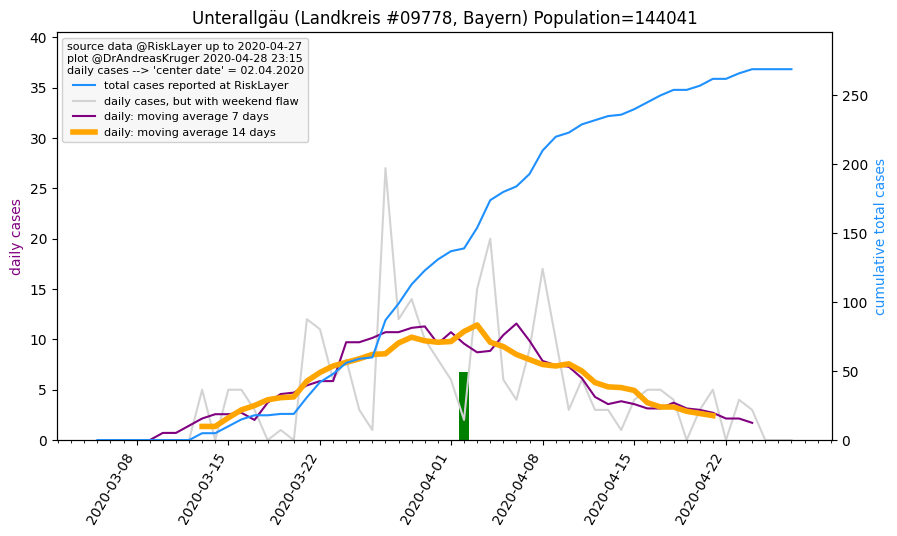 Unterallgäu (Landkreis #09778, Bayern) Population=144041
source data @RiskLayer up to 2020-04-27
plot @DrAndreasKruger 2020-04-28 23:15
daily cases --> 'center date' = 02.04.2020
total cases reported at RiskLayer
daily cases, but with weekend flaw
daily: moving average 7 days
daily: moving average 14 days
daily cases
40
35
30
25
20
15
10
5
0
cumulative total cases
250
200
150
100
50
0
2020-03-08
2020-03-15
2020-03-22
2020-04-01
2020-04-08
2020-04-15
2020-04-22